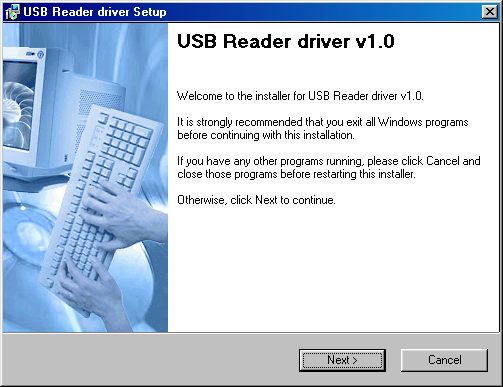 USB Reader driver Setup
USB Reader driver v1.0
Welcome to the installer for USB Reader driver v1.0.
It is strongly recommended that you exit all Windows programs
before continuing with this installation.
If you have any other programs running, please click Cancel and
close those programs before restarting this installer.
Otherwise, click Next to continue.
Next >
Cancel